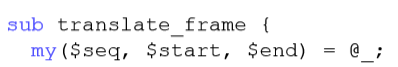 sub translate_frame {
  my($seq, $start, $end) = @_;